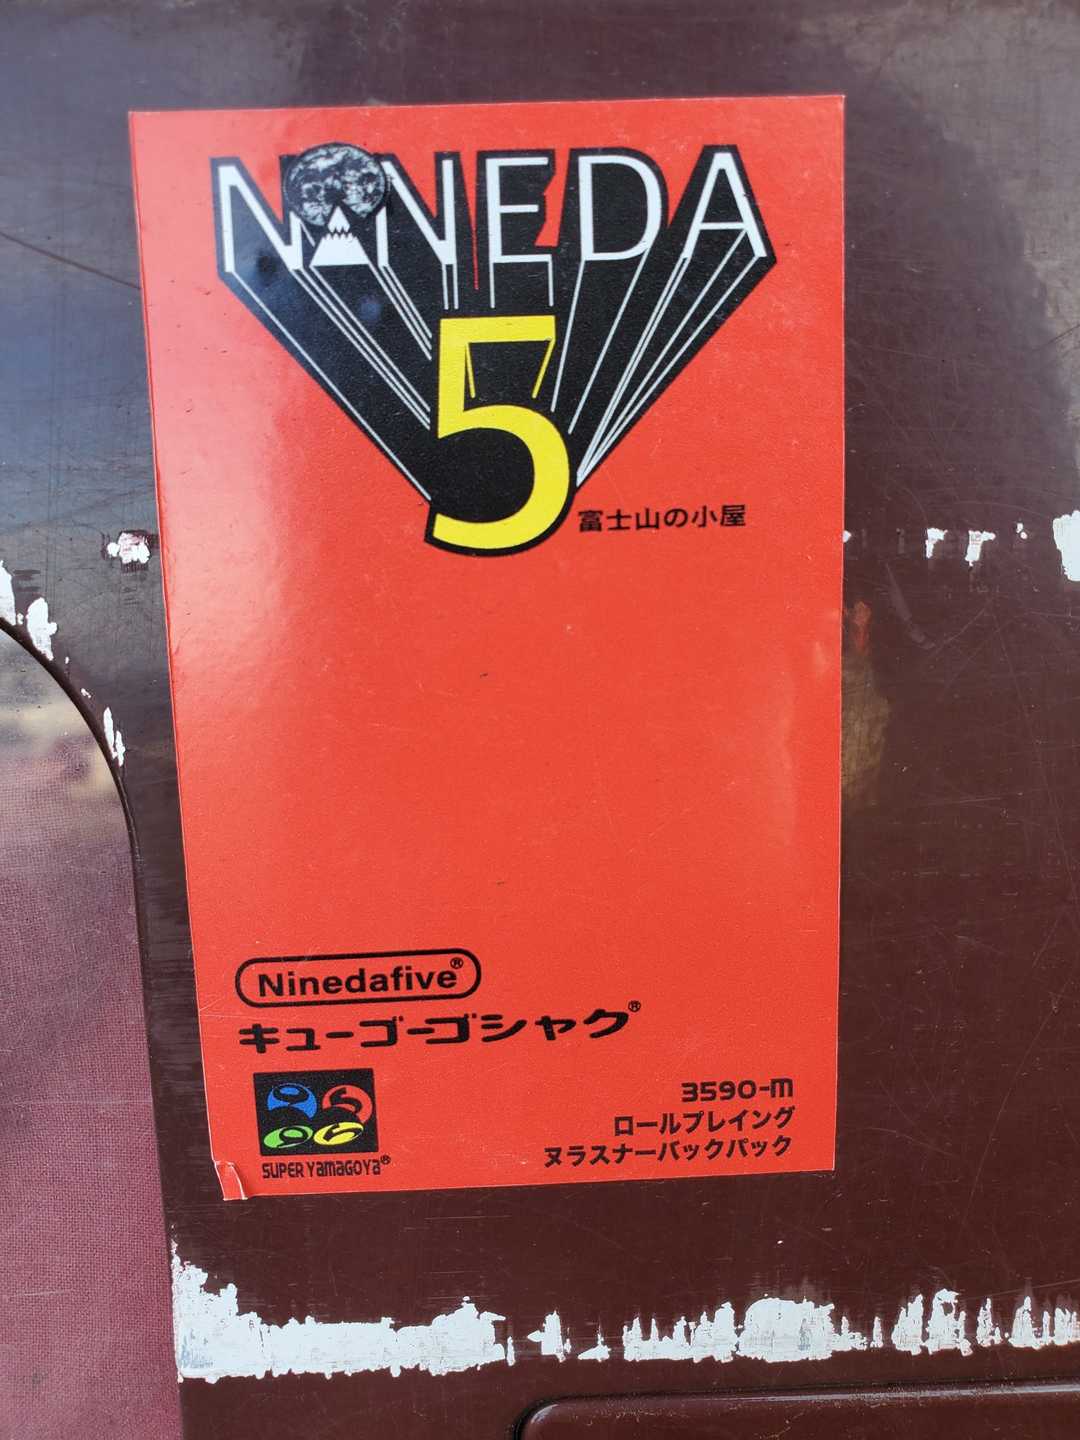 NINEDA
5
富士山の小屋
Ninedafive®
キューゴーゴシャク®
SUPER YAMAGOYA®
3590-m
ロールプレイング
ヌラスナーバックパック